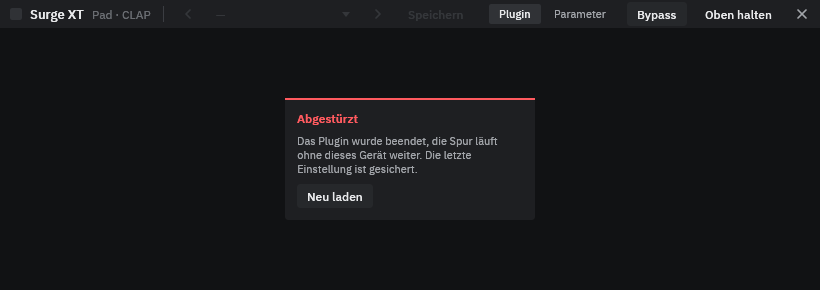 Surge XT Pad · CLAP — Speichern Plugin Parameter Bypass Oben halten
Abgestürzt
Das Plugin wurde beendet, die Spur läuft
ohne dieses Gerät weiter. Die letzte
Einstellung ist gesichert.
Neu laden